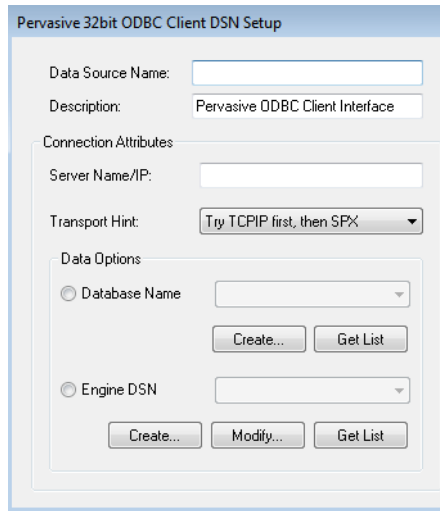 Pervasive 32bit ODBC Client DSN Setup
Data Source Name:
Description: Pervasive ODBC Client Interface
Connection Attributes
Server Name/IP:
Transport Hint: Try TCPIP first, then SPX
Data Options
Database Name
Create... Get List
Engine DSN
Create... Modify... Get List